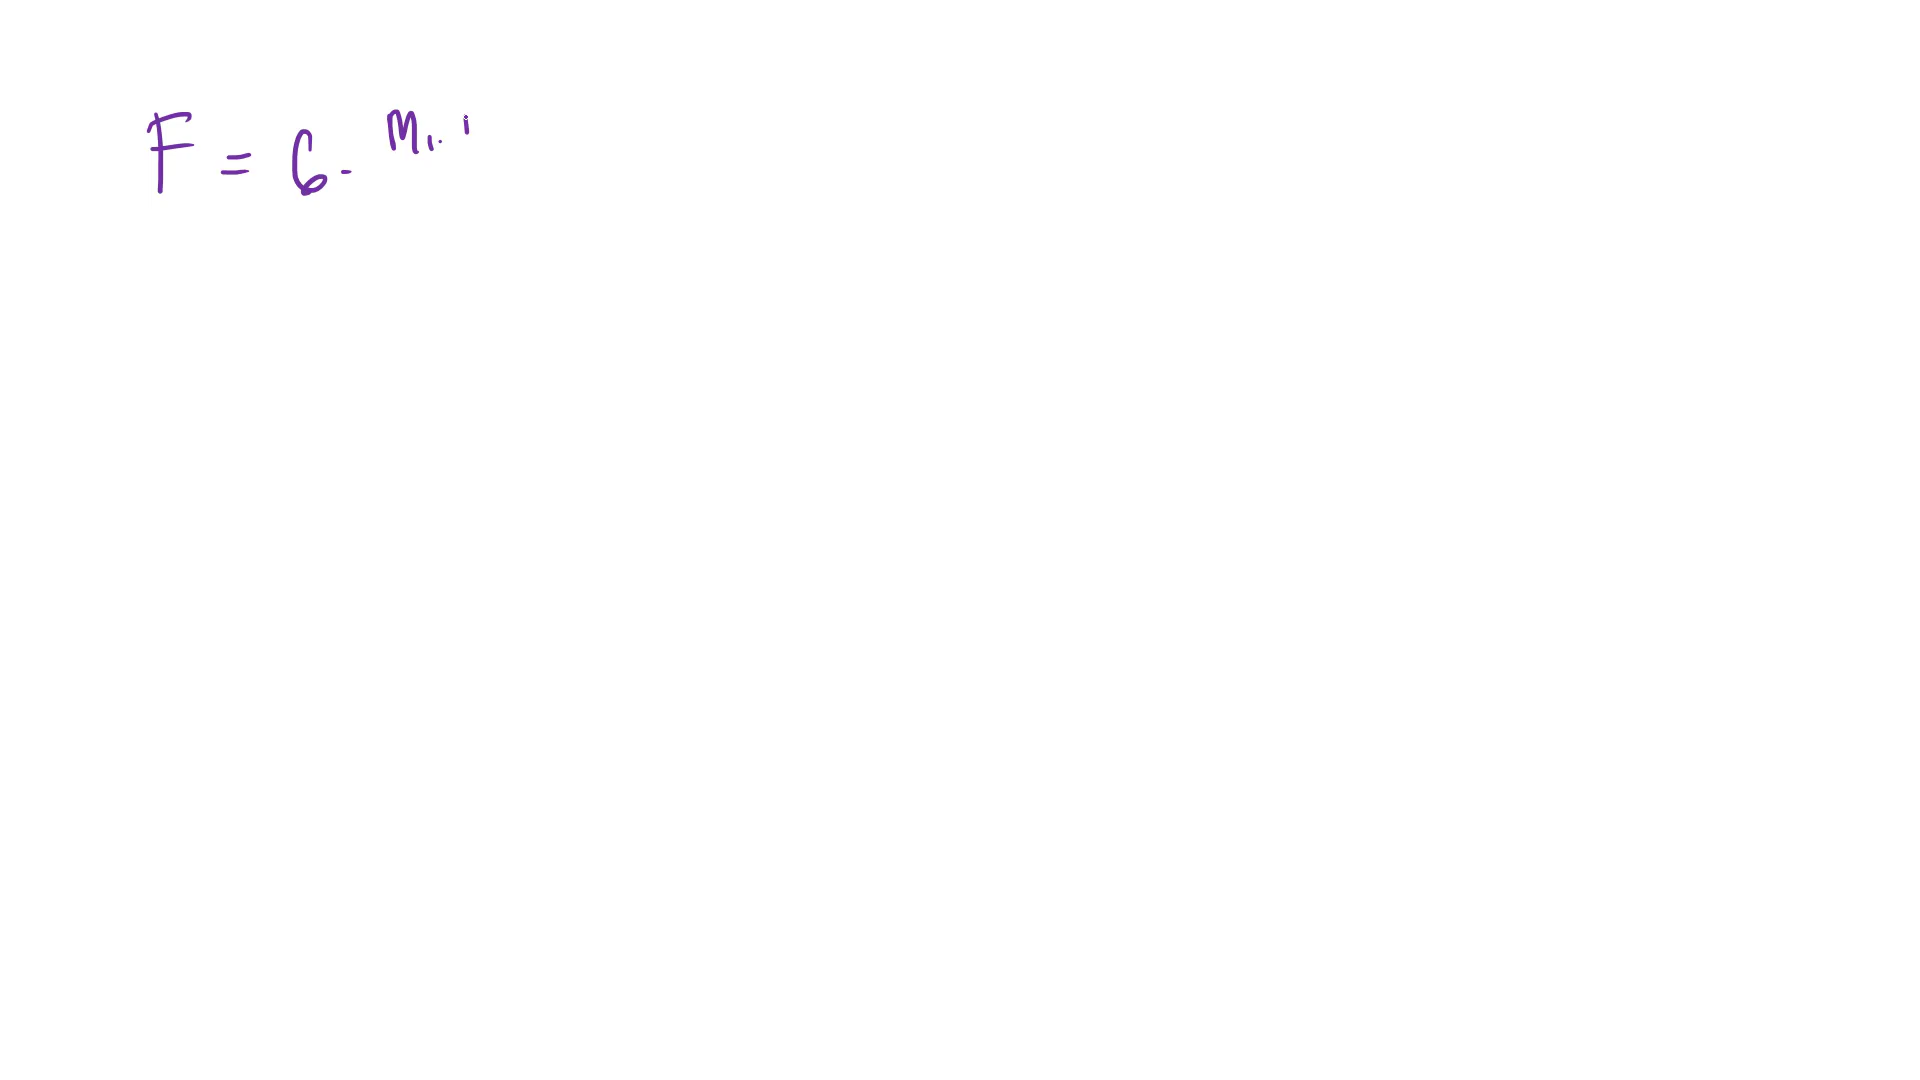 F = G · m₁ ·